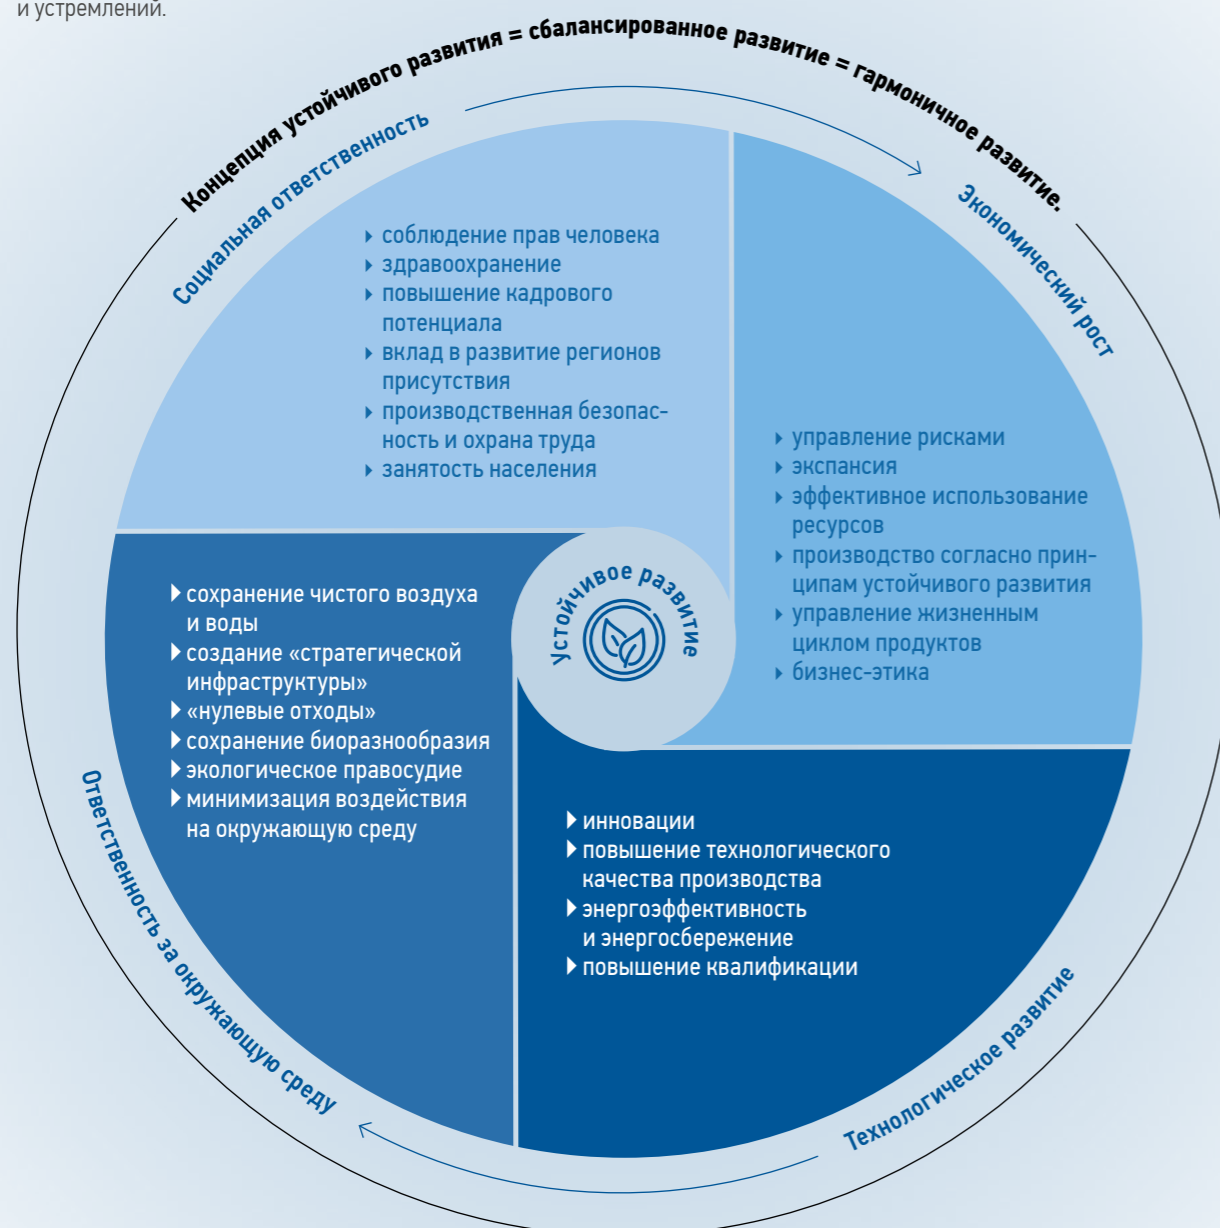 и устремлений.
Концепция устойчивого развития = сбалансированное развитие = гармоничное развитие.
Социальная ответственность
▸ соблюдение прав человека
▸ здравоохранение
▸ повышение кадрового
потенциала
▸ вклад в развитие регионов
присутствия
▸ производственная безопас-
ность и охрана труда
▸ занятость населения
Экономический рост
▸ управление рисками
▸ экспансия
▸ эффективное использование
ресурсов
▸ производство согласно прин-
ципам устойчивого развития
▸ управление жизненным
циклом продуктов
▸ бизнес-этика
Устойчивое развитие
▸ сохранение чистого воздуха
и воды
▸ создание «стратегической
инфраструктуры»
▸ «нулевые отходы»
▸ сохранение биоразнообразия
▸ экологическое правосудие
▸ минимизация воздействия
на окружающую среду
Ответственность за окружающую среду
▸ инновации
▸ повышение технологического
качества производства
▸ энергоэффективность
и энергосбережение
▸ повышение квалификации
Технологическое развитие